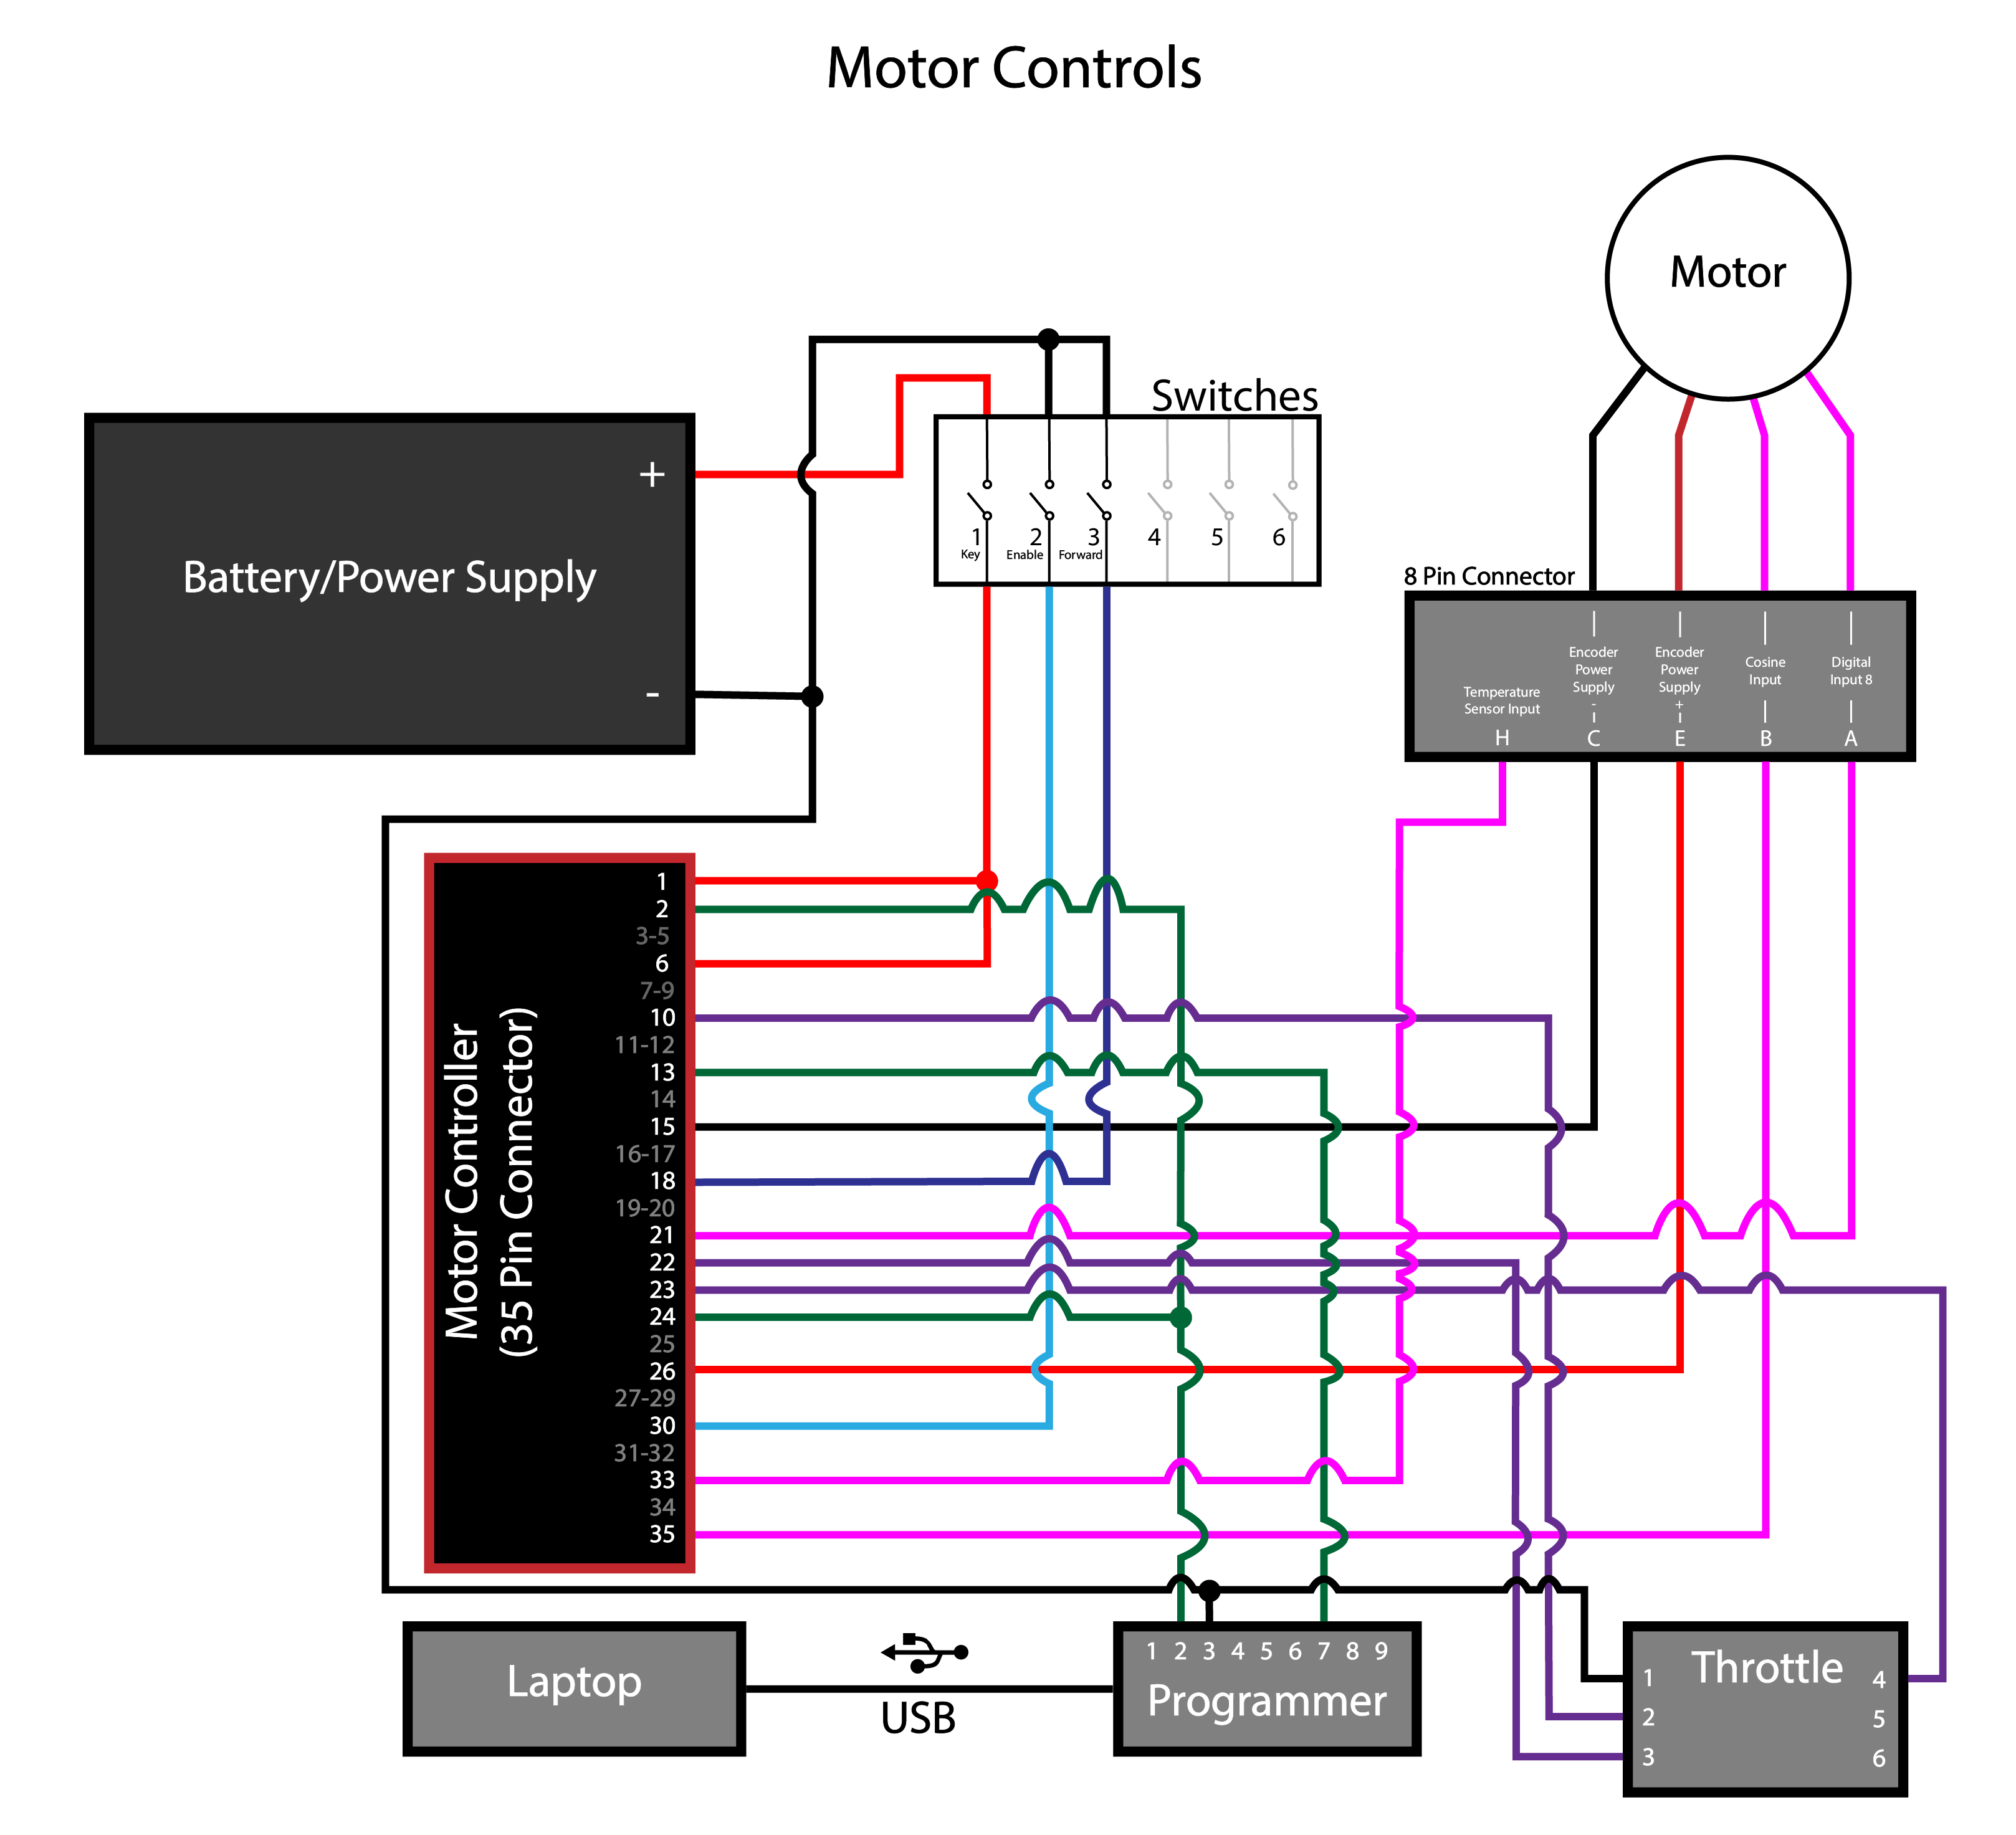 Motor Controls
Motor
Switches
+
Battery/Power Supply
-
1
2
3
4
5
6
Key
Enable
Forward
8 Pin Connector
Temperature
Sensor Input
H
Encoder
Power
Supply
-
C
Encoder
Power
Supply
+
E
Cosine
Input
B
Digital
Input 8
A
Motor Controller
(35 Pin Connector)
1
2
3-5
6
7-9
10
11-12
13
14
15
16-17
18
19-20
21
22
23
24
25
26
27-29
30
31-32
33
34
35
Laptop
USB
1 2 3 4 5 6 7 8 9
Programmer
Throttle
1
2
3
4
5
6